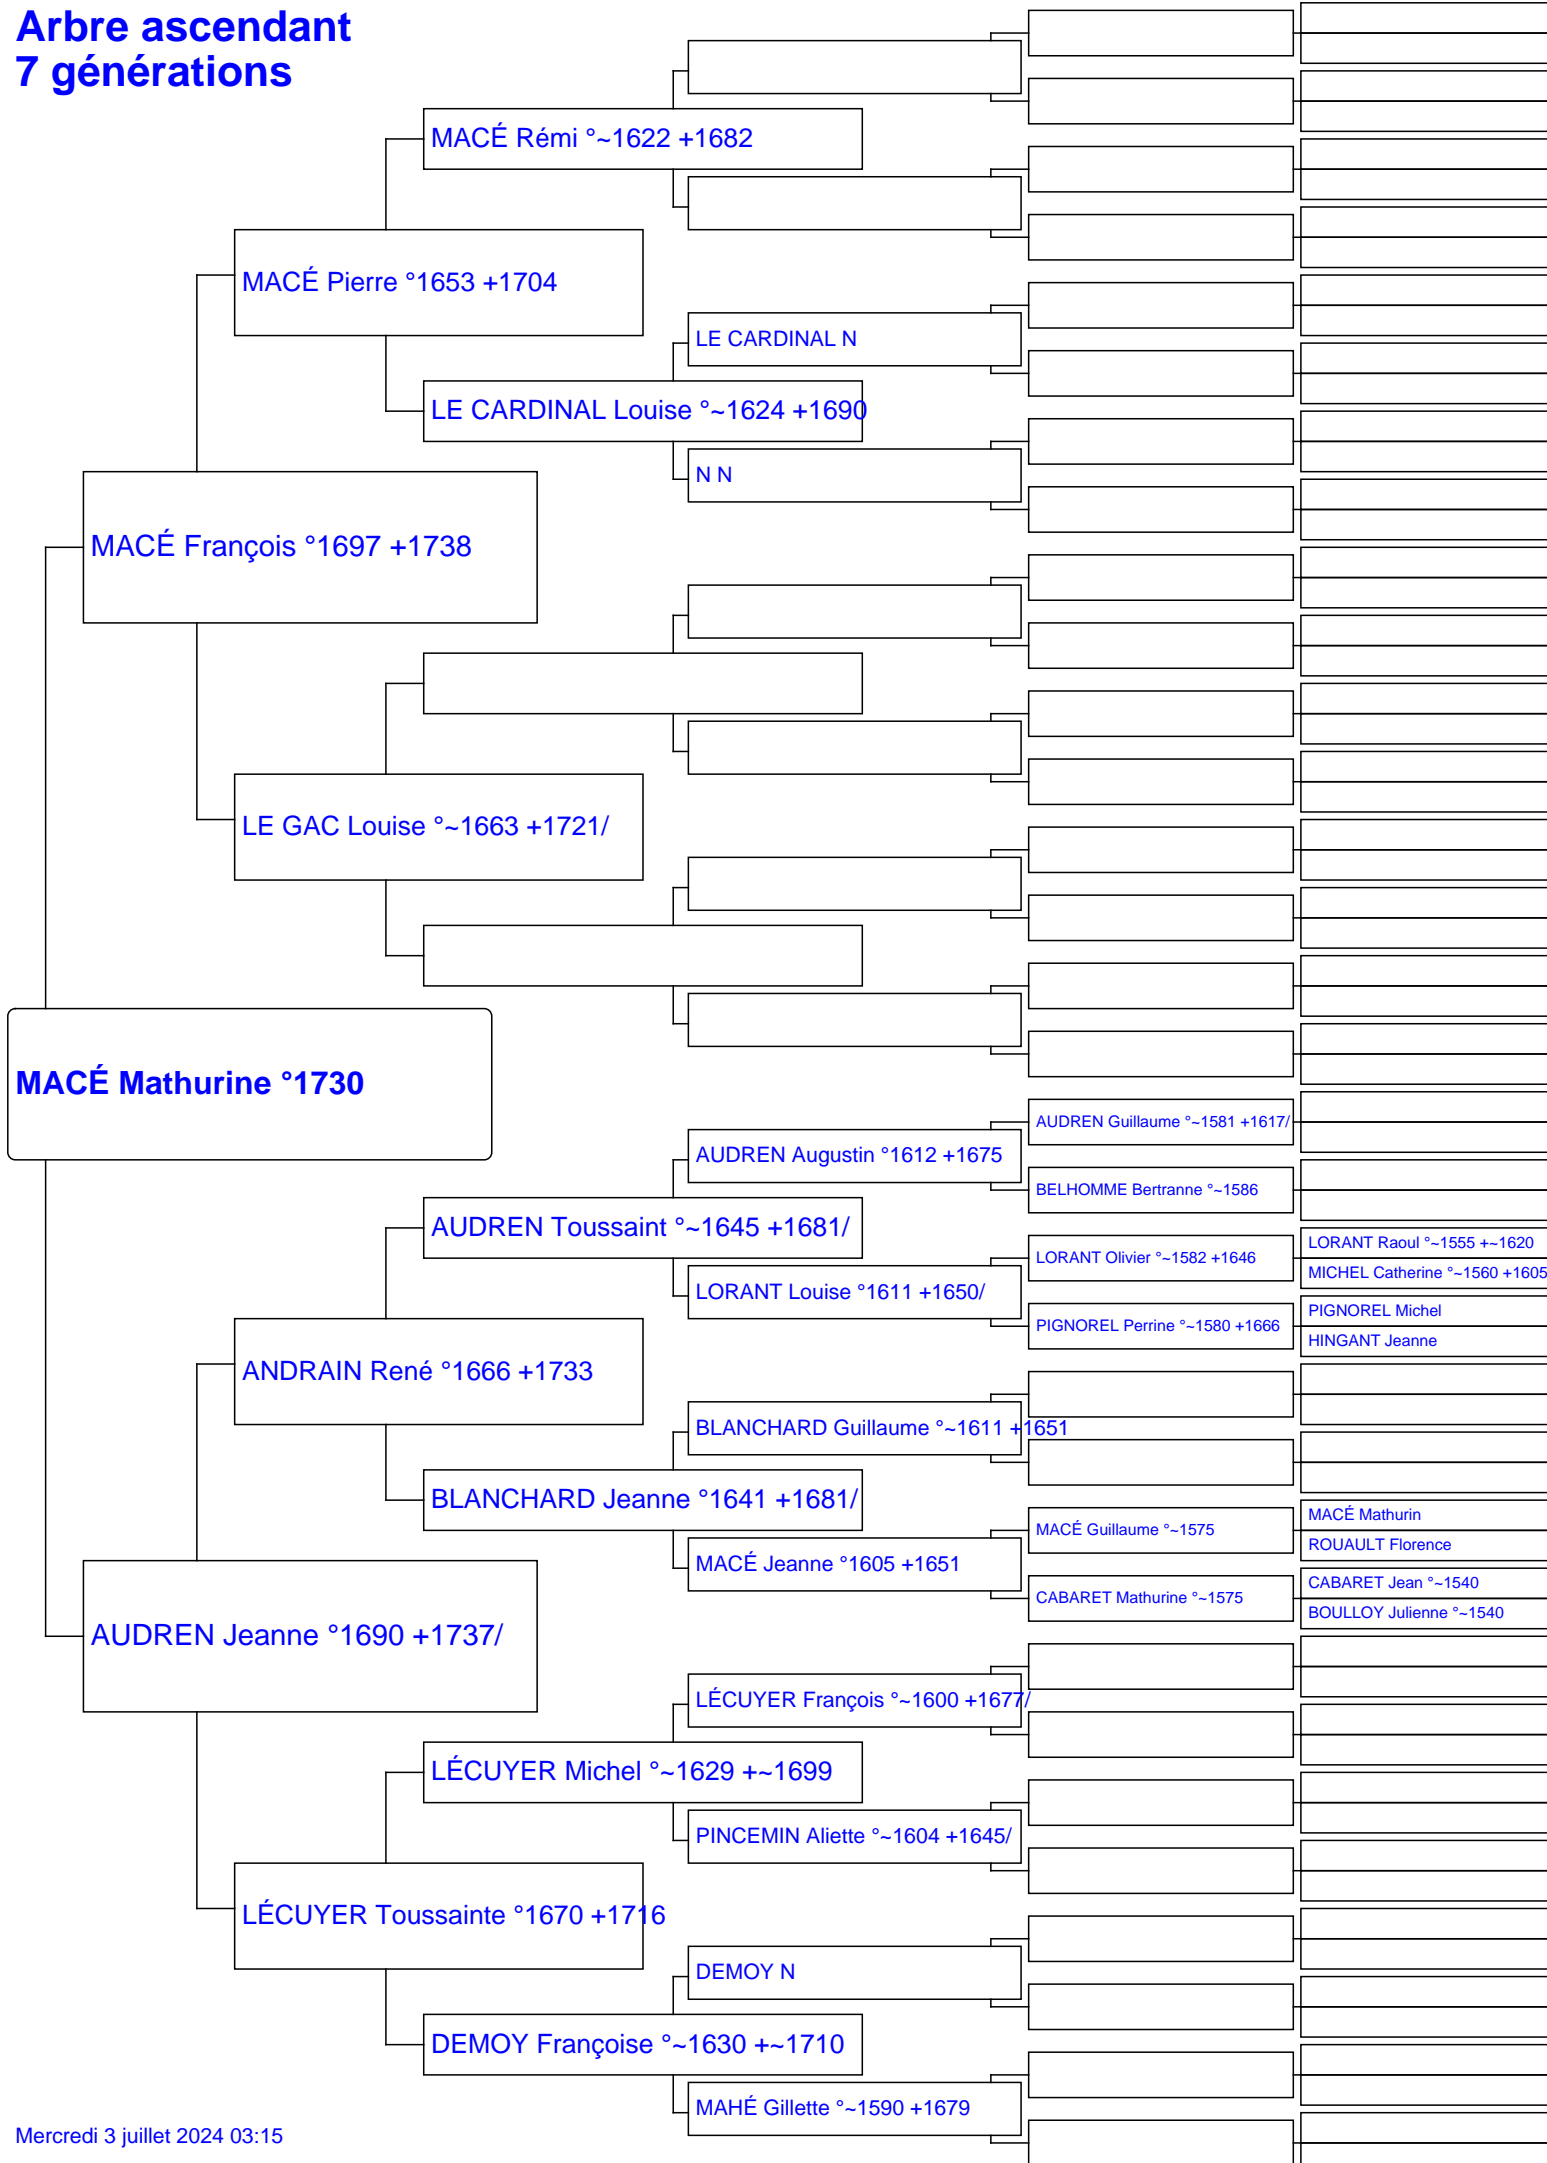 Arbre ascendant
7 générations
MACÉ Rémi °~1622 +1682
MACÉ Pierre °1653 +1704
LE CARDINAL N
LE CARDINAL Louise °~1624 +1690
N N
MACÉ François °1697 +1738
LE GAC Louise °~1663 +1721/
MACÉ Mathurine °1730
AUDREN Guillaume °~1581 +1617/
AUDREN Augustin °1612 +1675
BELHOMME Bertranne °~1586
AUDREN Toussaint °~1645 +1681/
LORANT Raoul °~1555 +~1620
LORANT Olivier °~1582 +1646
MICHEL Catherine °~1560 +1605
LORANT Louise °1611 +1650/
PIGNOREL Michel
PIGNOREL Perrine °~1580 +1666
HINGANT Jeanne
ANDRAIN René °1666 +1733
BLANCHARD Guillaume °~1611 +1651
BLANCHARD Jeanne °1641 +1681/
MACÉ Mathurin
MACÉ Guillaume °~1575
ROUAULT Florence
MACÉ Jeanne °1605 +1651
CABARET Jean °~1540
CABARET Mathurine °~1575
BOULLOY Julienne °~1540
AUDREN Jeanne °1690 +1737/
LÉCUYER François °~1600 +1677/
LÉCUYER Michel °~1629 +~1699
PINCEMIN Aliette °~1604 +1645/
LÉCUYER Toussainte °1670 +1716
DEMOY N
DEMOY Françoise °~1630 +~1710
MAHÉ Gillette °~1590 +1679
Mercredi 3 juillet 2024 03:15